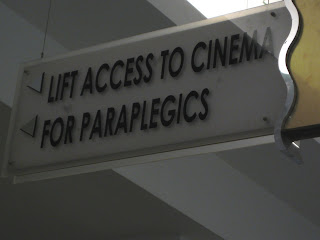 LIFT ACCESS TO CINEMA
FOR PARAPLEGICS